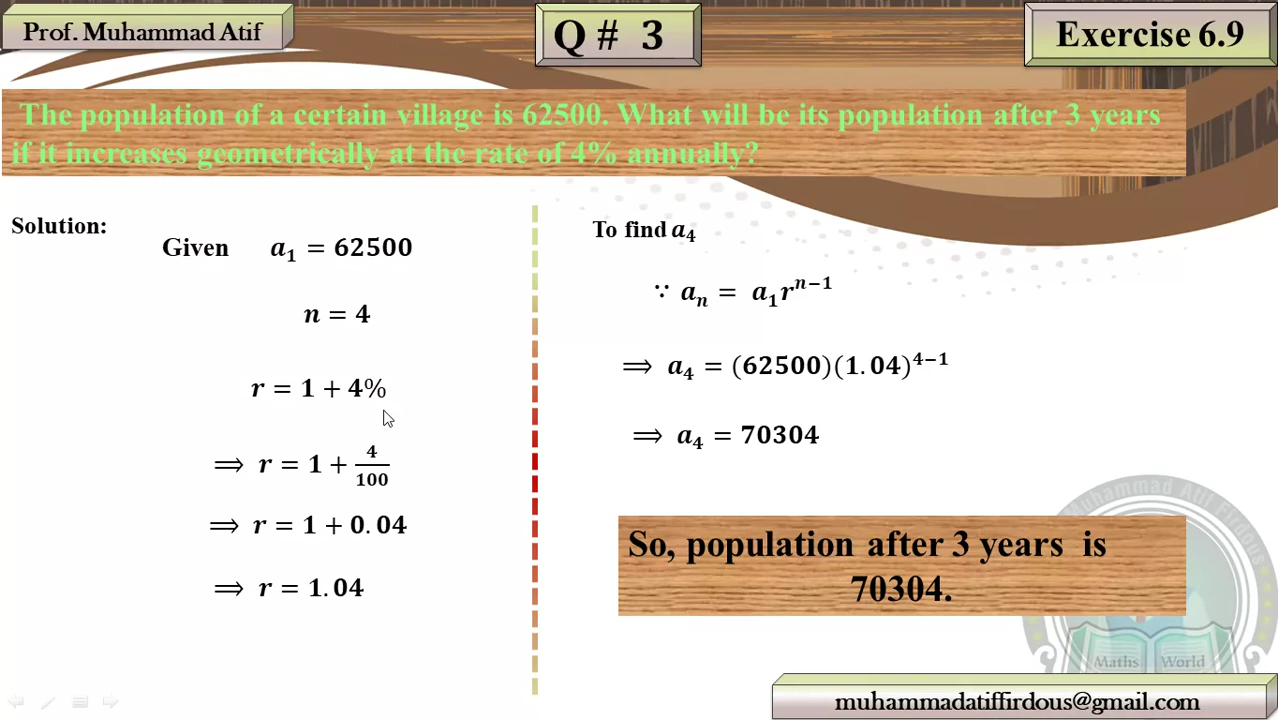 Prof. Muhammad Atif
Q # 3
Exercise 6.9
The population of a certain village is 62500. What will be its population after 3 years
if it increases geometrically at the rate of 4% annually?
Solution:
Given a₁ = 62500
n = 4
r = 1 + 4%
⟹ r = 1 + 4/100
⟹ r = 1 + 0.04
⟹ r = 1.04
To find a₄
∵ aₙ = a₁rⁿ⁻¹
⟹ a₄ = (62500)(1.04)⁴⁻¹
⟹ a₄ = 70304
So, population after 3 years is
70304.
Muhammad Atif Firdous
Maths World
muhammadatiffirdous@gmail.com